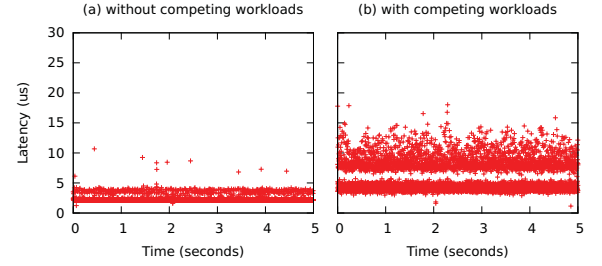 (a) without competing workloads
(b) with competing workloads
30
25
20
15
10
5
0
Latency (us)
0 1 2 3 4 5
0 1 2 3 4 5
Time (seconds)
Time (seconds)